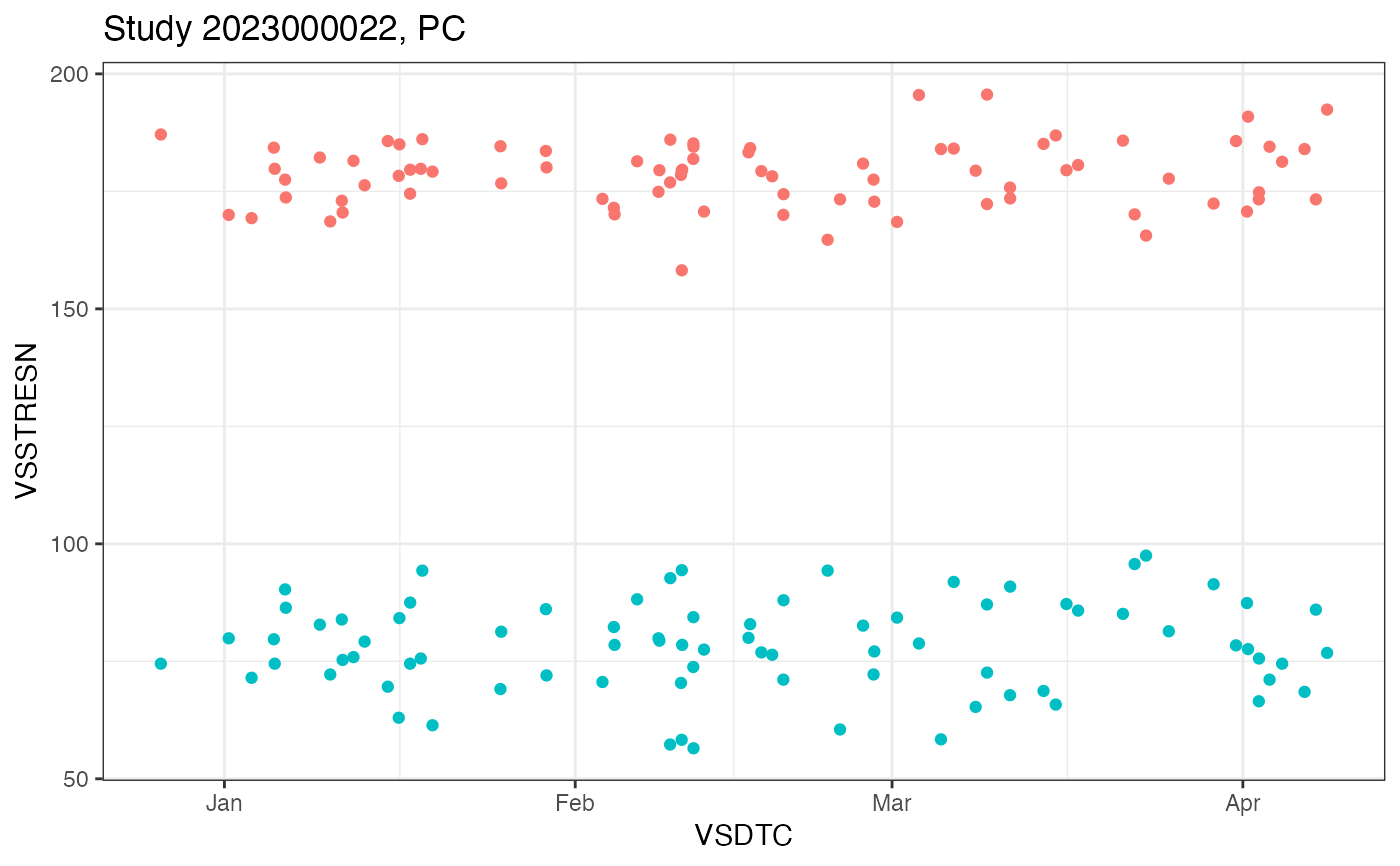 Study 2023000022, PC
200
150
100
50
VSSTRESN
Jan Feb Mar Apr
VSDTC